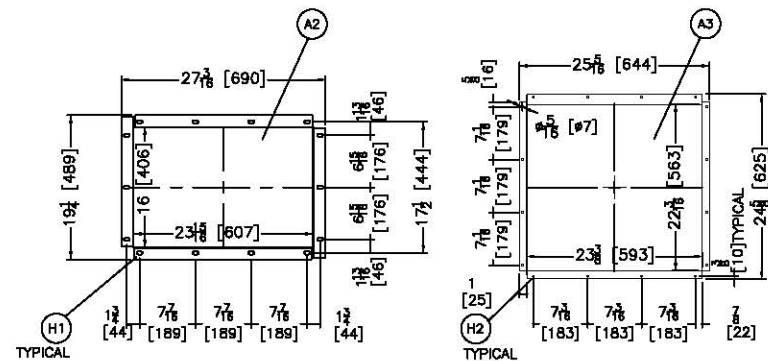 A2
27 3/16 [690]
1 13/16 [46]
[489]
19 1/4
[406]
16
6 15/16 [176]
6 15/16 [176]
[444]
17 1/2
[607]
1 13/16 [46]
H1
TYPICAL
1 3/4
[44]
7 7/16
[189]
7 7/16
[189]
7 7/16
[189]
1 3/4
[44]
A3
25 5/16 [644]
[16]
ø 5/16 [ø7]
7 1/16
[179]
7 1/16
[179]
7 1/16
[179]
[563]
22 3/16
[625]
24 5/8
23 3/8 [593]
[10] TYPICAL
1
[25]
H2
TYPICAL
7 3/16
[183]
7 3/16
[183]
7 3/16
[183]
7/8
[22]